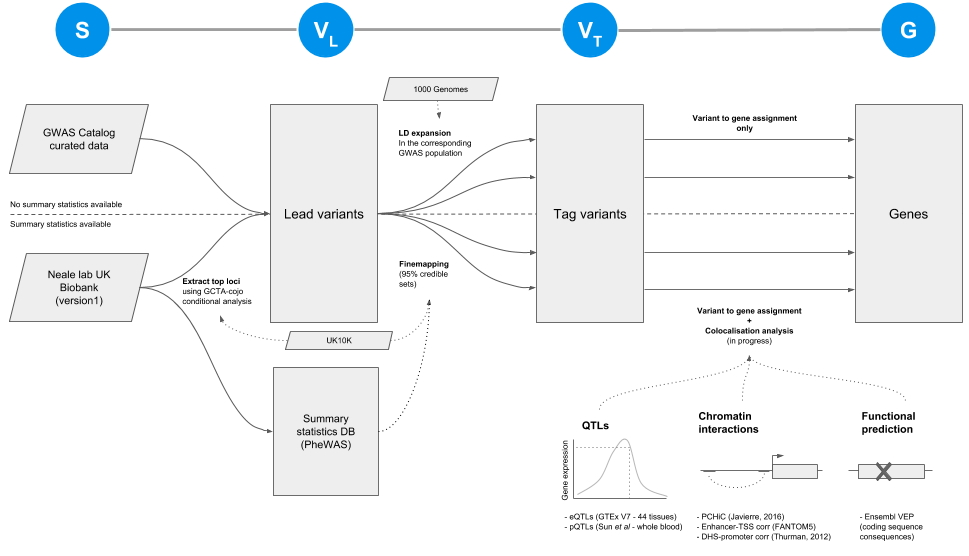 S
VL
VT
G
1000 Genomes
GWAS Catalog
curated data
LD expansion
In the corresponding
GWAS population
Variant to gene assignment
only
No summary statistics available
Summary statistics available
Lead variants
Tag variants
Genes
Neale lab UK
Biobank
(version1)
Extract top loci
using GCTA-cojo
conditional analysis
Finemapping
(95% credible
sets)
UK10K
Variant to gene assignment
+
Colocalisation analysis
(in progress)
Summary
statistics DB
(PheWAS)
QTLs
Gene expression
- eQTLs (GTEx V7 - 44 tissues)
- pQTLs (Sun et al - whole blood)
Chromatin
interactions
- PCHiC (Javierre, 2016)
- Enhancer-TSS corr (FANTOM5)
- DHS-promoter corr (Thurman, 2012)
Functional
prediction
- Ensembl VEP
(coding sequence
consequences)